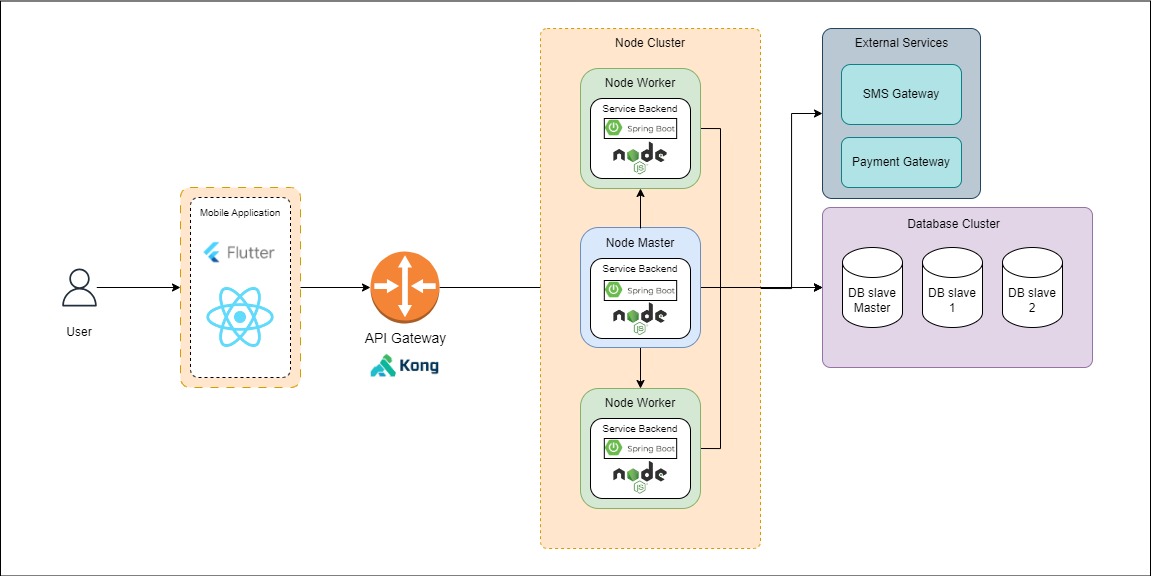 User
Mobile Application
Flutter
API Gateway
Kong
Node Cluster
Node Worker
Service Backend
Spring Boot
node
JS
Node Master
Service Backend
Spring Boot
node
JS
Node Worker
Service Backend
Spring Boot
node
JS
External Services
SMS Gateway
Payment Gateway
Database Cluster
DB slave
Master
DB slave
1
DB slave
2